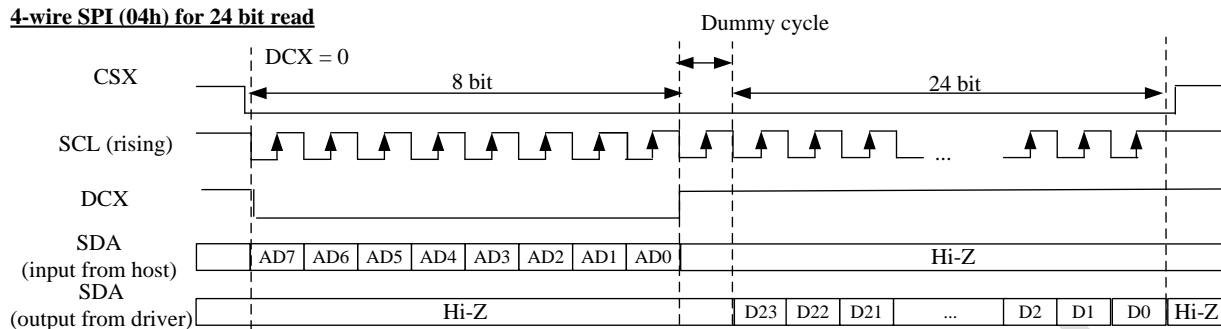 4-wire SPI (04h) for 24 bit read
Dummy cycle
DCX = 0
CSX
8 bit
24 bit
SCL (rising)
...
DCX
SDA
(input from host)
AD7 AD6 AD5 AD4 AD3 AD2 AD1 AD0 Hi-Z
SDA
(output from driver)
Hi-Z D23 D22 D21 ... D2 D1 D0 Hi-Z